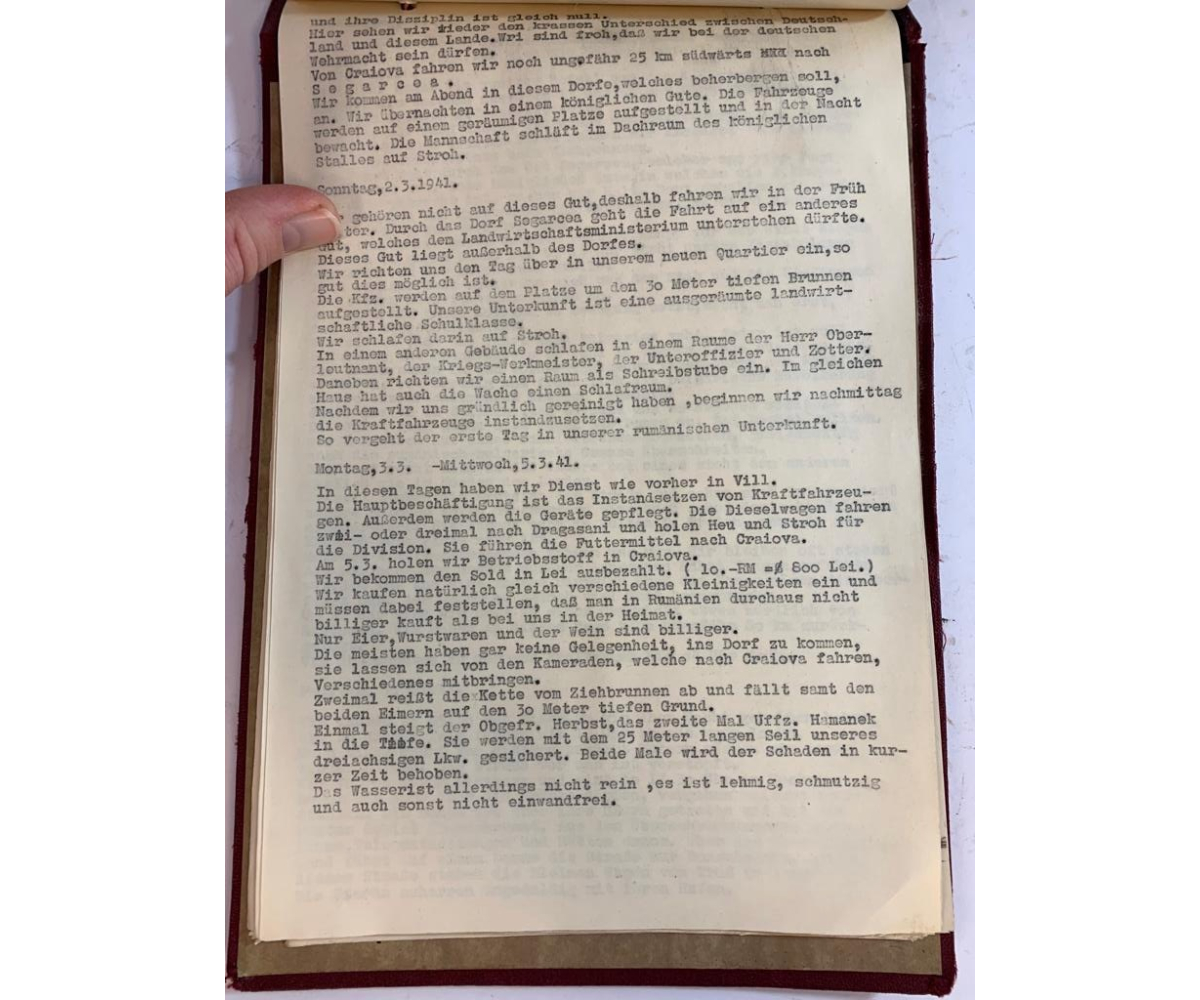 und ihre Disziplin ist gleich null.
Hier sehen wir wieder den krassen Unterschied zwischen Deutsch-
land und diesem Lande.Wri sind froh,daß wir bei der deutschen
Wehrmacht sein dürfen.
Von Craiova fahren wir noch ungefähr 25 km südwärts nach
S e g a r c e a .
Wir kommen am Abend in diesem Dorfe,welches beherbergen soll,
an. Wir übernachten in einem königlichen Gute. Die Fahrzeuge
werden auf einem geräumigen Platze aufgestellt und in der Nacht
bewacht. Die Mannschaft schläft im Dachraum des königlichen
Stalles auf Stroh.
Sonntag,2.3.1941.
gehören nicht auf dieses Gut,deshalb fahren wir in der Früh
ter. Durch das Dorf Segarcea geht die Fahrt auf ein anderes
Gut, welches dem Landwirtschaftsministerium unterstehen dürfte.
Dieses Gut liegt außerhalb des Dorfes.
Wir richten uns den Tag über in unserem neuen Quartier ein,so
gut dies möglich ist.
Die Kfz. werden auf dem Platze um den 30 Meter tiefen Brunnen
aufgestellt. Unsere Unterkunft ist eine ausgeräumte landwirt-
schaftliche Schulklasse.
Wir schlafen darin auf Stroh.
In einem anderen Gebäude schlafen in einem Raume der Herr Ober-
leutnant, der Kriegs-Werkmeister, der Unteroffizier und Zotter.
Daneben richten wir einen Raum als Schreibstube ein. Im gleichen
Haus hat auch die Wache einen Schlafraum.
Nachdem wir uns gründlich gereinigt haben ,beginnen wir nachmittag
die Kraftfahrzeuge instandzusetzen.
So vergeht der erste Tag in unserer rumänischen Unterkunft.
Montag,3.3. -Mittwoch,5.3.41.
In diesen Tagen haben wir Dienst wie vorher in Vill.
Die Hauptbeschäftigung ist das Instandsetzen von Kraftfahrzeu-
gen. Außerdem werden die Geräte gepflegt. Die Dieselwagen fahren
zwei- oder dreimal nach Dragasani und holen Heu und Stroh für
die Division. Sie führen die Futtermittel nach Craiova.
Am 5.3. holen wir Betriebsstoff in Craiova.
Wir bekommen den Sold in Lei ausbezahlt. ( 10.-RM = 800 Lei.)
Wir kaufen natürlich gleich verschiedene Kleinigkeiten ein und
müssen dabei feststellen, daß man in Rumänien durchaus nicht
billiger kauft als bei uns in der Heimat.
Nur Eier,Wurstwaren und der Wein sind billiger.
Die meisten haben gar keine Gelegenheit, ins Dorf zu kommen,
sie lassen sich von den Kameraden, welche nach Craiova fahren,
Verschiedenes mitbringen.
Zweimal reißt die Kette vom Ziehbrunnen ab und fällt samt den
beiden Eimern auf den 30 Meter tiefen Grund.
Einmal steigt der Obgefr. Herbst,das zweite Mal Uffz. Hamanek
in die Tiefe. Sie werden mit dem 25 Meter langen Seil unseres
dreiachsigen Lkw. gesichert. Beide Male wird der Schaden in kur-
zer Zeit behoben.
Das Wasserist allerdings nicht rein ,es ist lehmig, schmutzig
und auch sonst nicht einwandfrei.